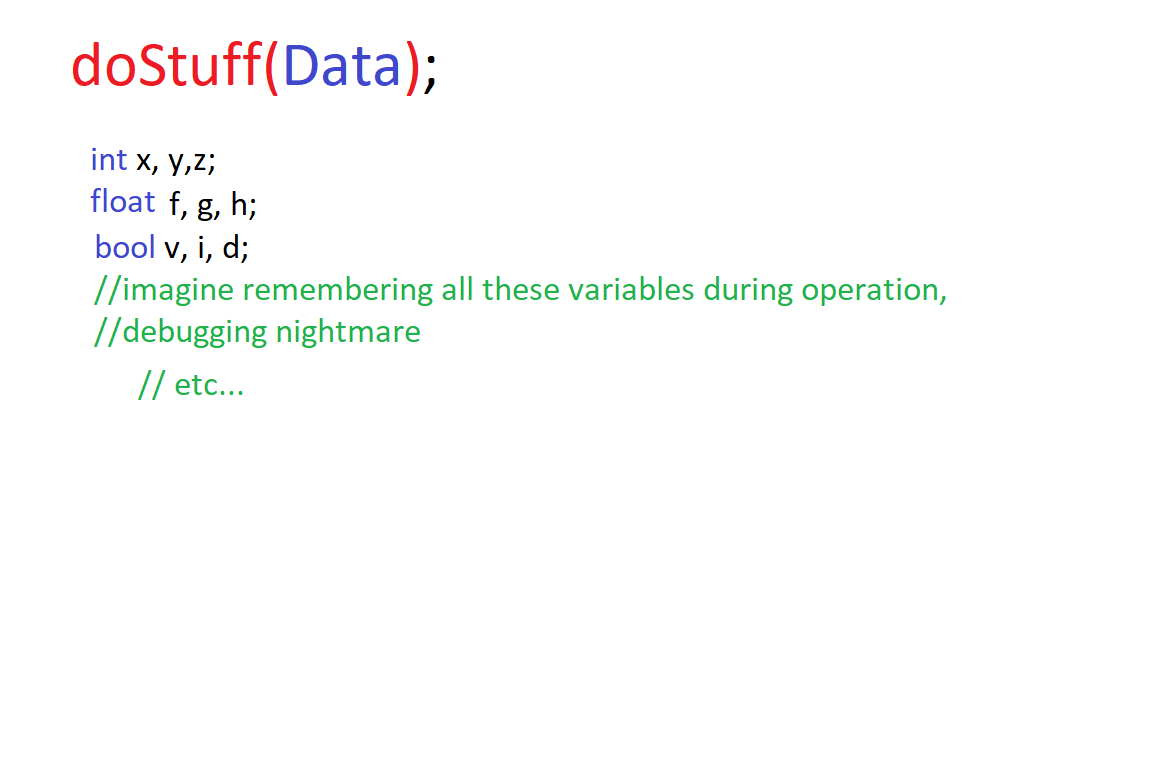 doStuff(Data);
int x, y,z;
float f, g, h;
bool v, i, d;
//imagine remembering all these variables during operation,
//debugging nightmare
// etc...